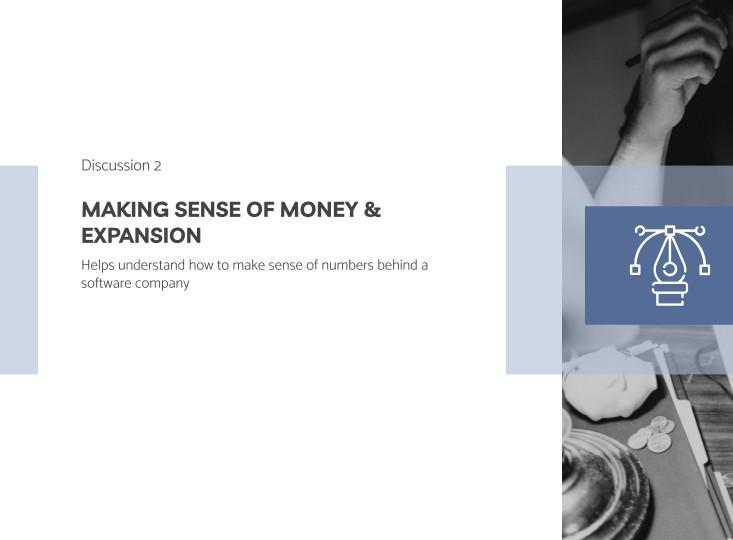 Discussion 2
MAKING SENSE OF MONEY &
EXPANSION
Helps understand how to make sense of numbers behind a
software company